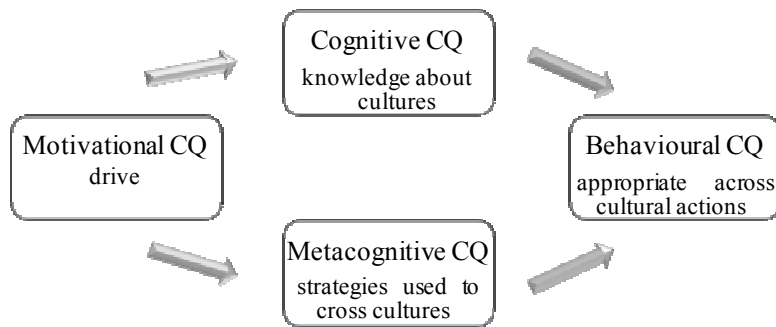 Cognitive CQ
knowledge about
cultures
Motivational CQ
drive
Behavioural CQ
appropriate across
cultural actions
Metacognitive CQ
strategies used to
cross cultures